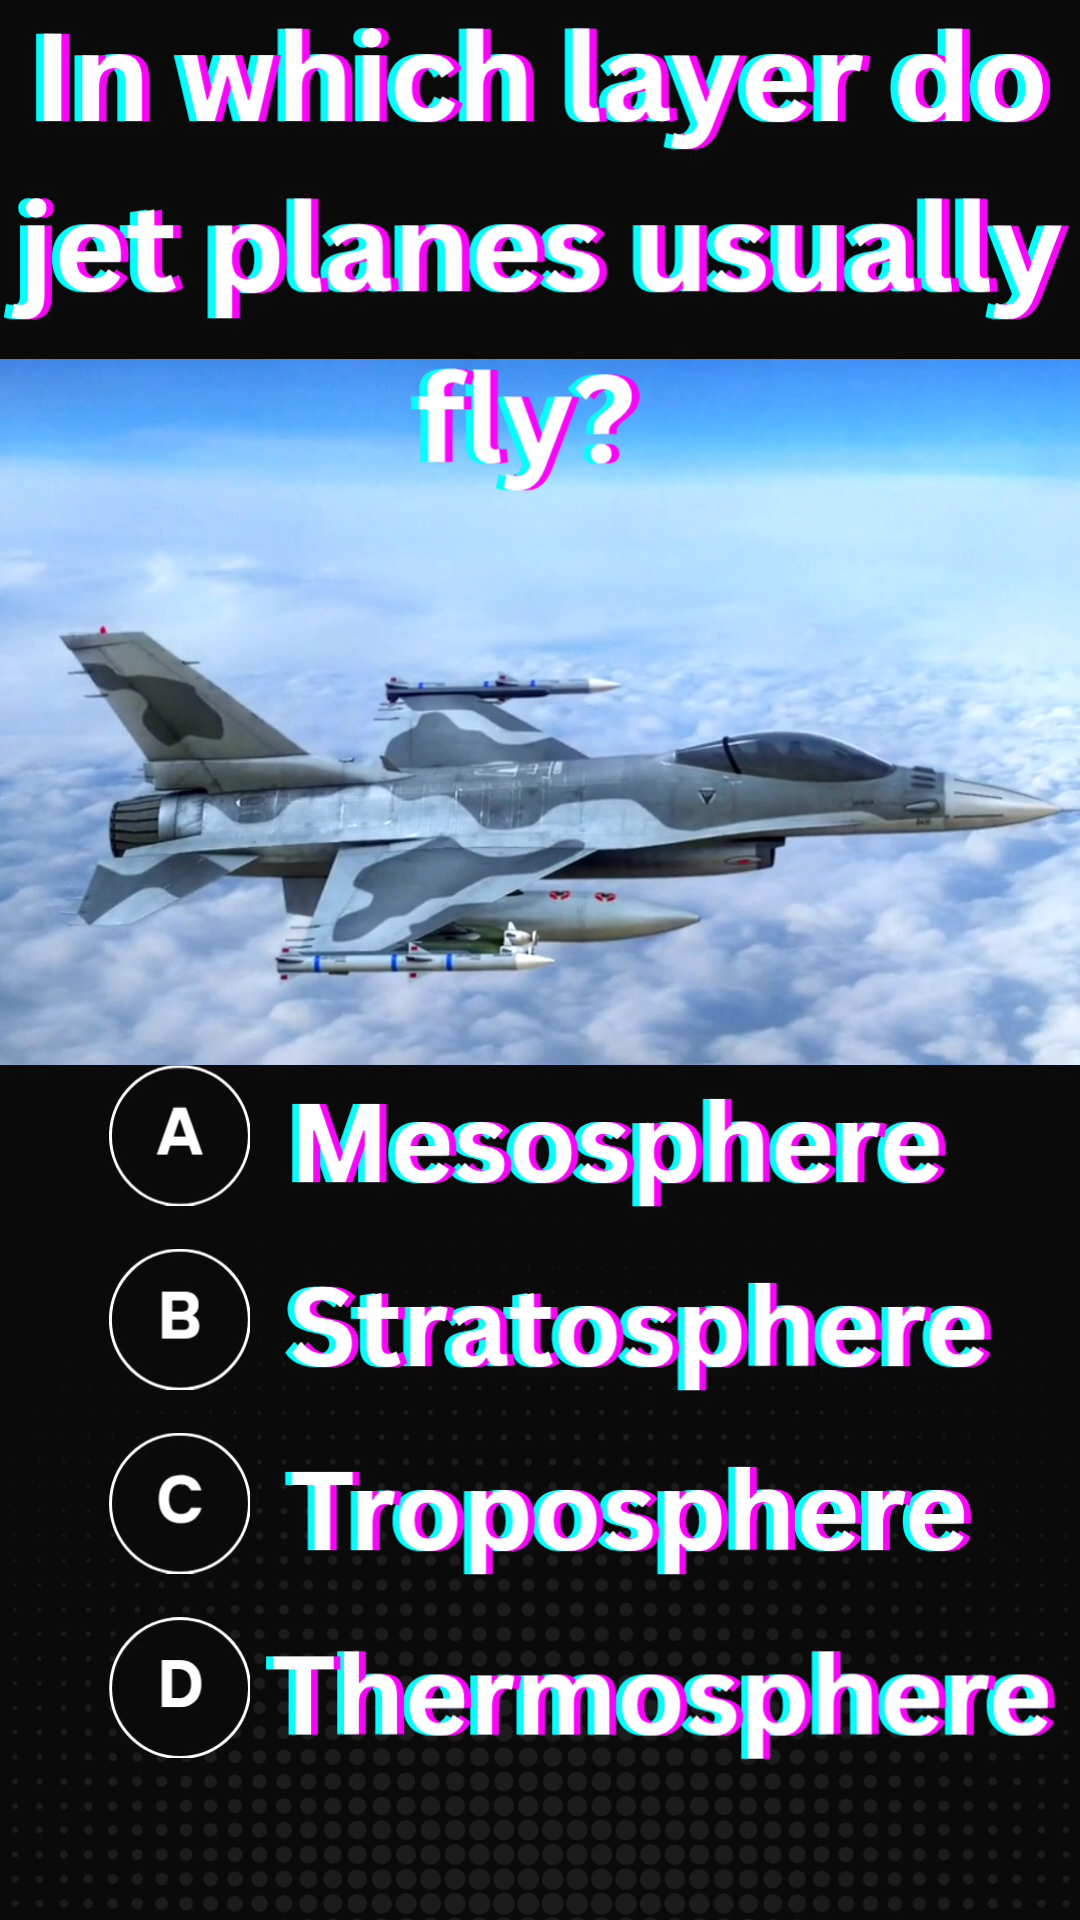 In which layer do
jet planes usually
fly?
A Mesosphere
B Stratosphere
C Troposphere
D Thermosphere